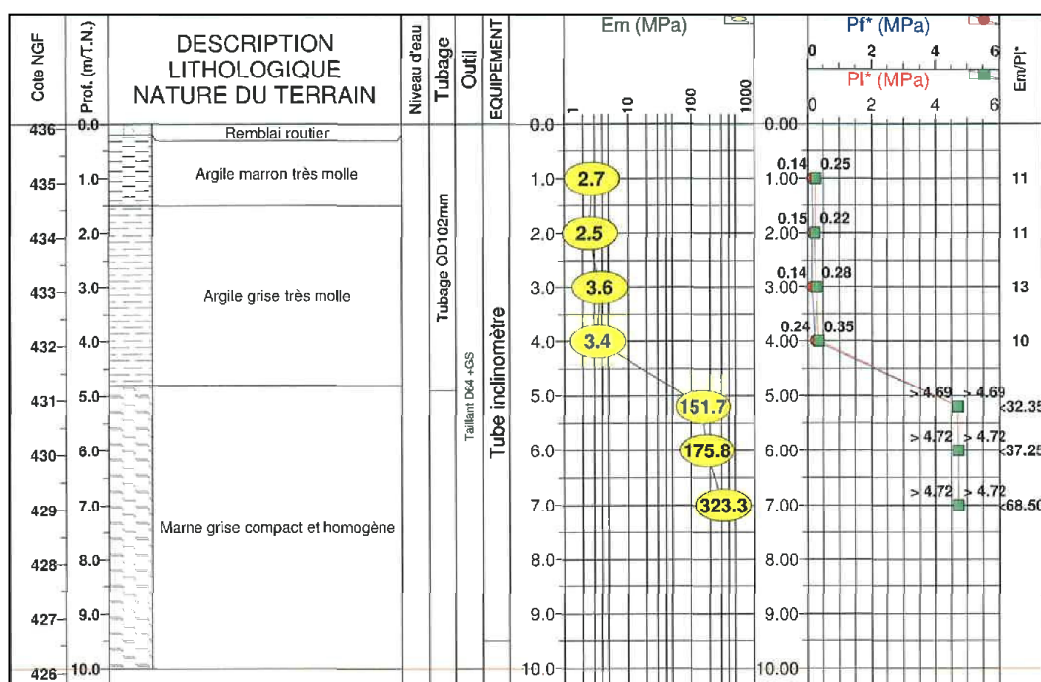 Cote NGF
Prof. (m/T.N.)
DESCRIPTION
LITHOLOGIQUE
NATURE DU TERRAIN
Niveau d'eau
Tubage
Outil
EQUIPEMENT
Em (MPa)
1 10 100 1000
Pf* (MPa)
0 2 4 6
Pl* (MPa)
0 2 4 6
Em/Pl*
436
435
434
433
432
431
430
429
428
427
426
0.0
1.0
2.0
3.0
4.0
5.0
6.0
7.0
8.0
9.0
10.0
Remblai routier
Argile marron très molle
Argile grise très molle
Marne grise compact et homogène
Tubage OD102mm
Taillant D64 +GS
Tube inclinomètre
0.0
1.0
2.0
3.0
4.0
5.0
6.0
7.0
8.0
9.0
10.0
2.7
2.5
3.6
3.4
151.7
175.8
323.3
0.00
1.00
2.00
3.00
4.00
5.00
6.00
7.00
8.00
9.00
10.00
0.14 0.25
0.15 0.22
0.14 0.28
0.24 0.35
> 4.69 > 4.69
> 4.72 > 4.72
> 4.72 > 4.72
11
11
13
10
<32.35
<37.25
<68.50